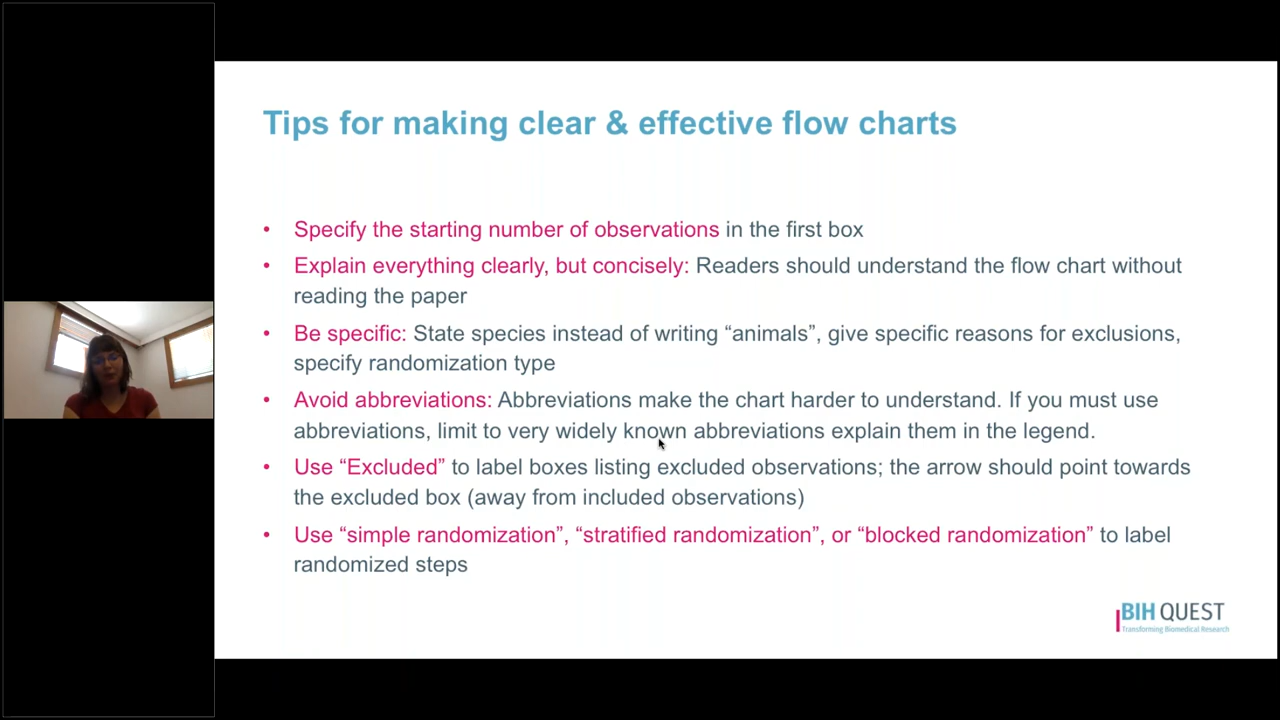 Tips for making clear & effective flow charts
• Specify the starting number of observations in the first box
• Explain everything clearly, but concisely: Readers should understand the flow chart without
reading the paper
• Be specific: State species instead of writing “animals”, give specific reasons for exclusions,
specify randomization type
• Avoid abbreviations: Abbreviations make the chart harder to understand. If you must use
abbreviations, limit to very widely known abbreviations explain them in the legend.
• Use “Excluded” to label boxes listing excluded observations; the arrow should point towards
the excluded box (away from included observations)
• Use “simple randomization”, “stratified randomization”, or “blocked randomization” to label
randomized steps
BIH QUEST
Transforming Biomedical Research